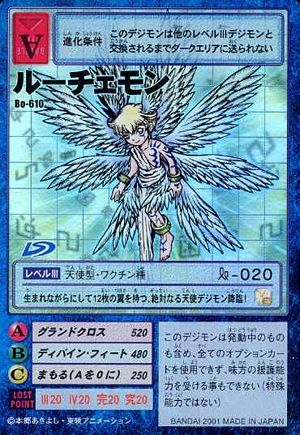 進化条件
このデジモンは他のレベルⅢデジモンと
交換されるまでダークエリアに送られない
ルーチェモン
Bo-610
レベルⅢ 天使型・ワクチン種 ℓo-020
生まれながらにして12枚の翼を持つ、絶対なる天使デジモン降臨!
A グランドクロス 520
B ディバイン・フィート 480
C まもる(Aを0に) 250
LOST POINT Ⅲ20 Ⅳ20 完20 究20
このデジモンは発動中のもの
も含め、全てのオプションカー
ドを使用できず、味方の援護能
力を受ける事もできない(特殊
能力ではない)
©本郷あきよし・東映アニメーション
BANDAI 2001 MADE IN JAPAN